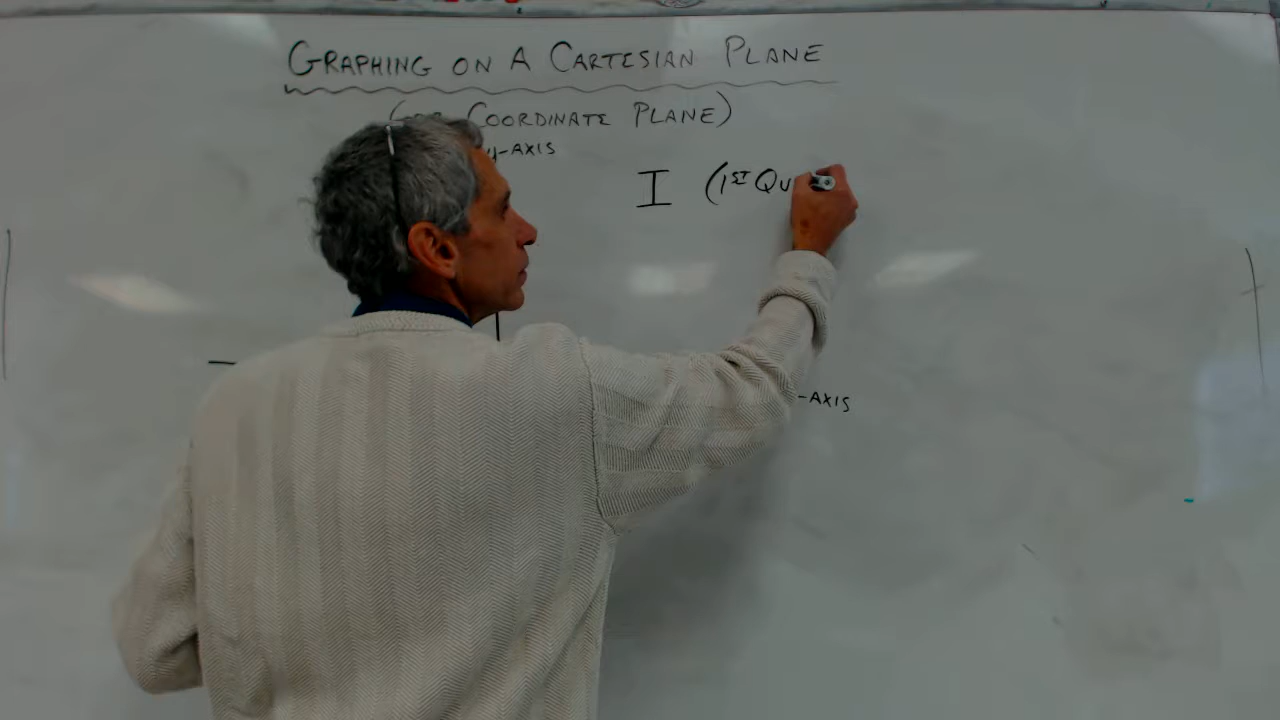 GRAPHING ON A CARTESIAN PLANE
COORDINATE PLANE)
y-AXIS
I (1ST QU
-AXIS